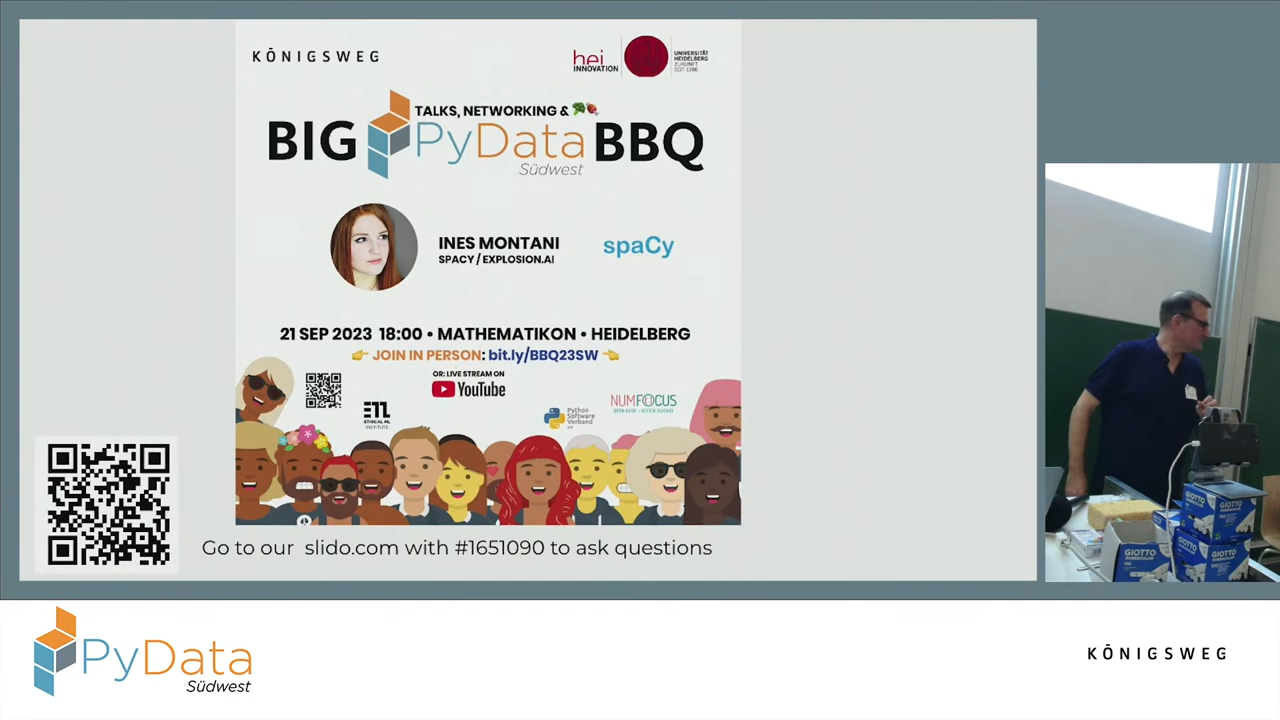 KÖNIGSWEG
hei
INNOVATION
UNIVERSITÄT
HEIDELBERG
ZUKUNFT
SEIT 1386
TALKS, NETWORKING &
BIG PyData BBQ
Südwest
INES MONTANI
SPACY / EXPLOSION.AI
spaCy
21 SEP 2023 18:00 • MATHEMATIKON • HEIDELBERG
JOIN IN PERSON: bit.ly/BBQ23SW
OR: LIVE STREAM ON
YouTube
ETHICAL ML
INSTITUTE
Python
Software
Verband
NUMFOCUS
OPEN CODE = BETTER SCIENCE
Go to our slido.com with #1651090 to ask questions
GIOTTO
GIOTTO
GIOTTO
PyData
Südwest
KÖNIGSWEG